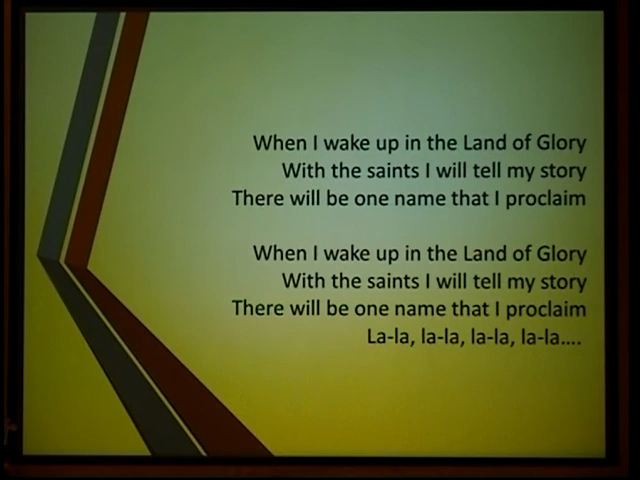 When I wake up in the Land of Glory
With the saints I will tell my story
There will be one name that I proclaim
When I wake up in the Land of Glory
With the saints I will tell my story
There will be one name that I proclaim
La-la, la-la, la-la, la-la....